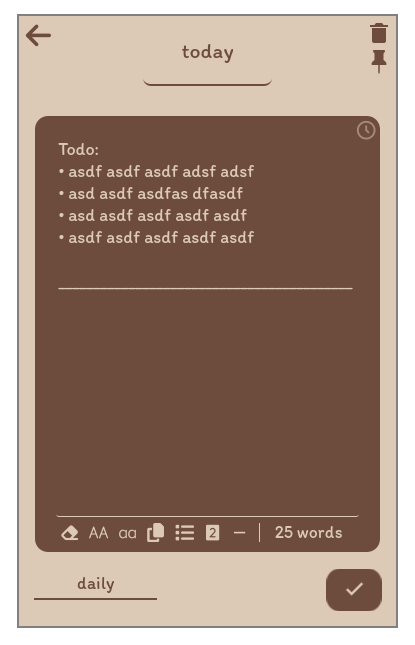 today
Todo:
• asdf asdf asdf adsf adsf
• asd asdf asdfas dfasdf
• asd asdf asdf asdf asdf
• asdf asdf asdf asdf asdf
AA aa 2 25 words
daily